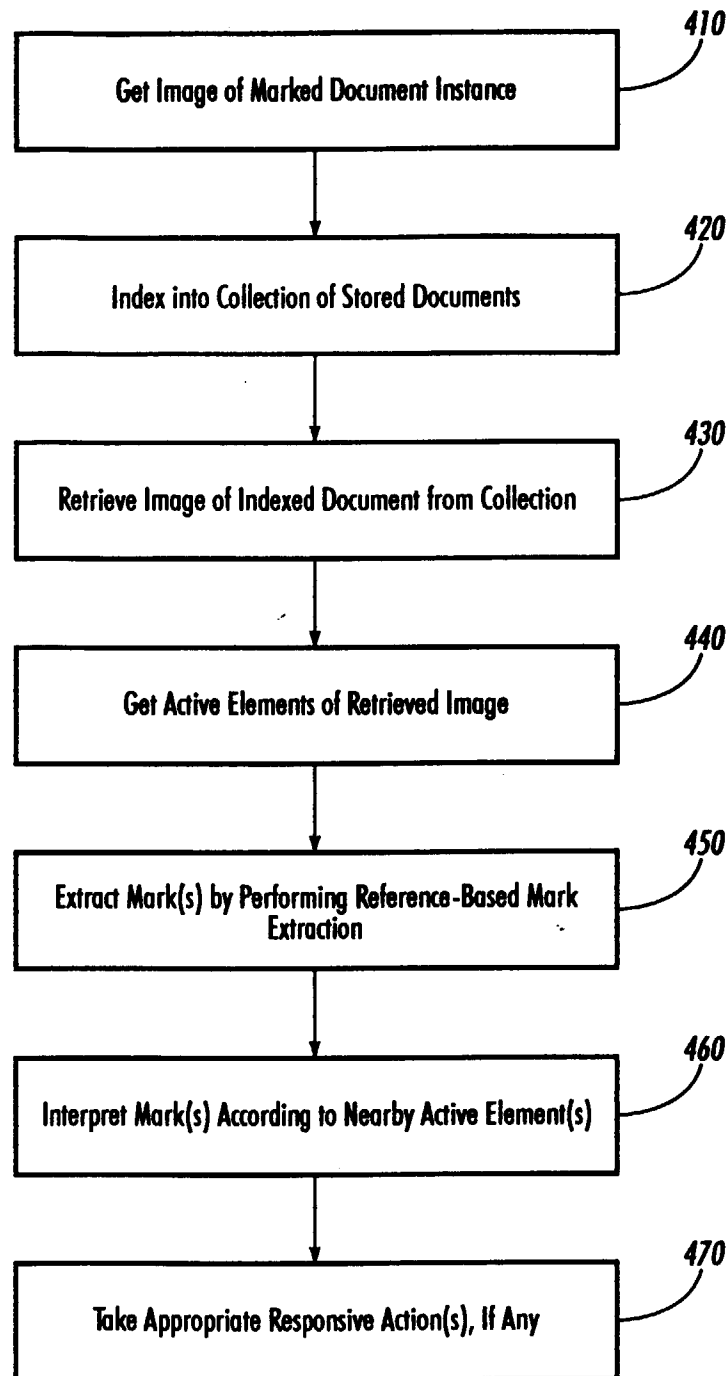 410
Get Image of Marked Document Instance
420
Index into Collection of Stored Documents
430
Retrieve Image of Indexed Document from Collection
440
Get Active Elements of Retrieved Image
450
Extract Mark(s) by Performing Reference-Based Mark
Extraction
460
Interpret Mark(s) According to Nearby Active Element(s)
470
Take Appropriate Responsive Action(s), If Any